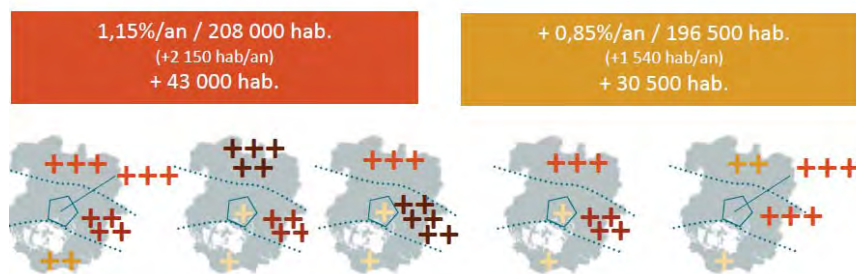 1,15%/an / 208 000 hab.
(+2 150 hab/an)
+ 43 000 hab.
+ 0,85%/an / 196 500 hab.
(+1 540 hab/an)
+ 30 500 hab.